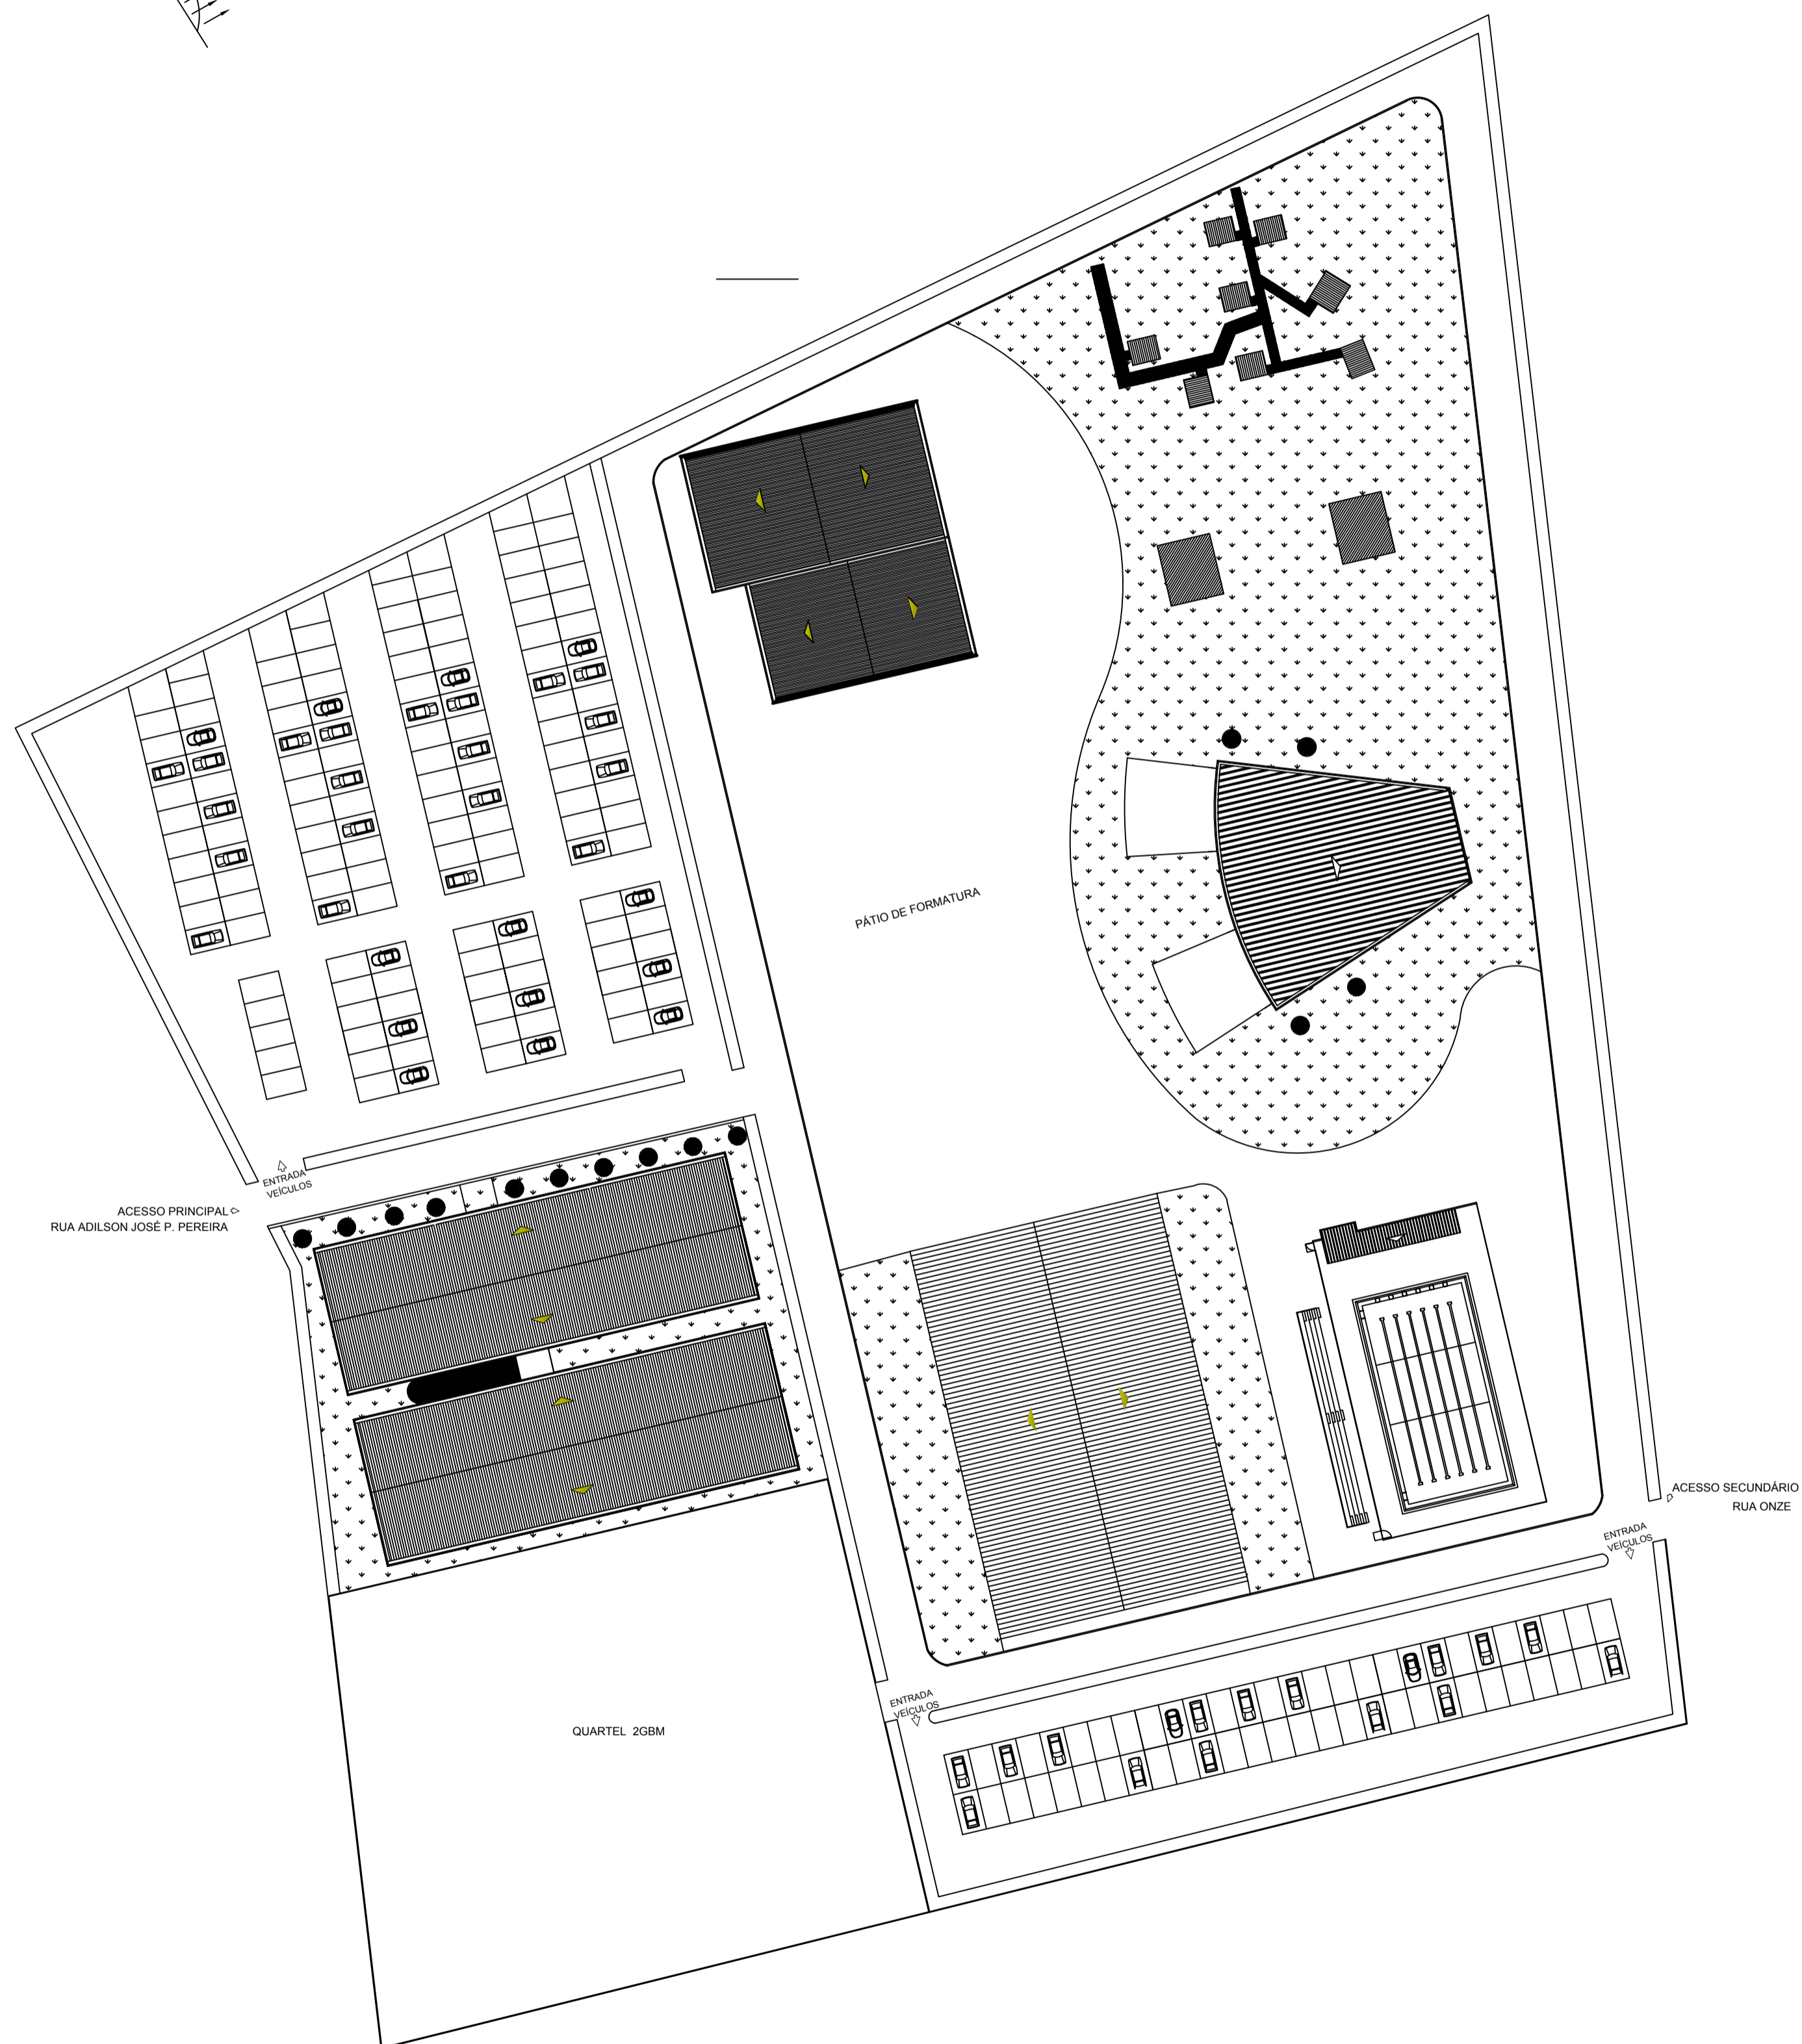 PÁTIO DE FORMATURA
ENTRADA
VEÍCULOS
ACESSO PRINCIPAL
RUA ADILSON JOSÉ P. PEREIRA
ACESSO SECUNDÁRIO
RUA ONZE
ENTRADA
VEÍCULOS
ENTRADA
VEÍCULOS
QUARTEL 2GBM